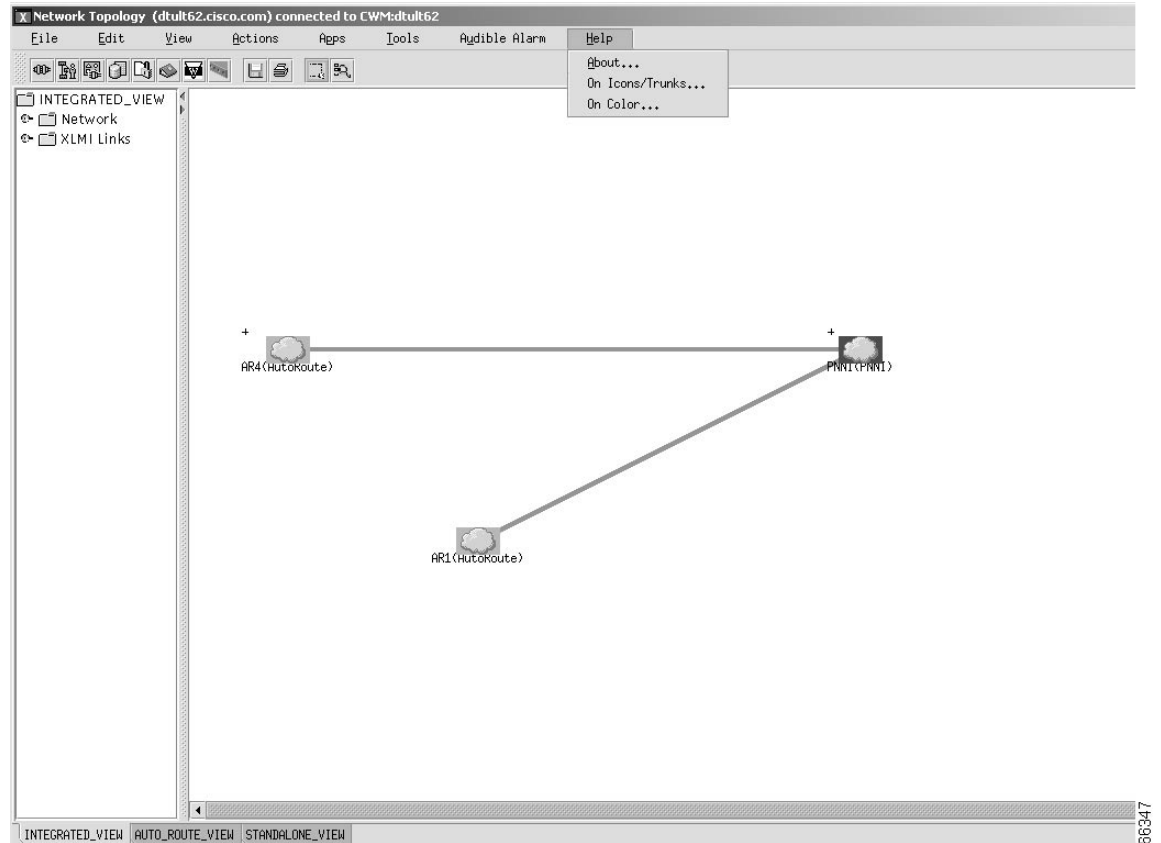 Network Topology (dtult62.cisco.com) connected to CWM:dtult62
File Edit View Actions Apps Tools Audible Alarm Help
About...
On Icons/Trunks...
On Color...
INTEGRATED_VIEW
Network
XLMI Links
AR4(AutoRoute)
PNNI(PNNI)
AR1(AutoRoute)
INTEGRATED_VIEW AUTO_ROUTE_VIEW STANDALONE_VIEW
66347